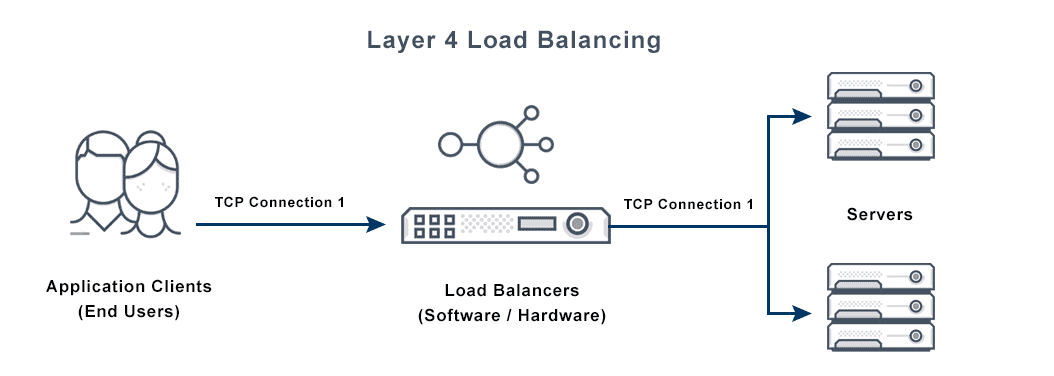 Layer 4 Load Balancing
TCP Connection 1
TCP Connection 1
Servers
Application Clients
(End Users)
Load Balancers
(Software / Hardware)